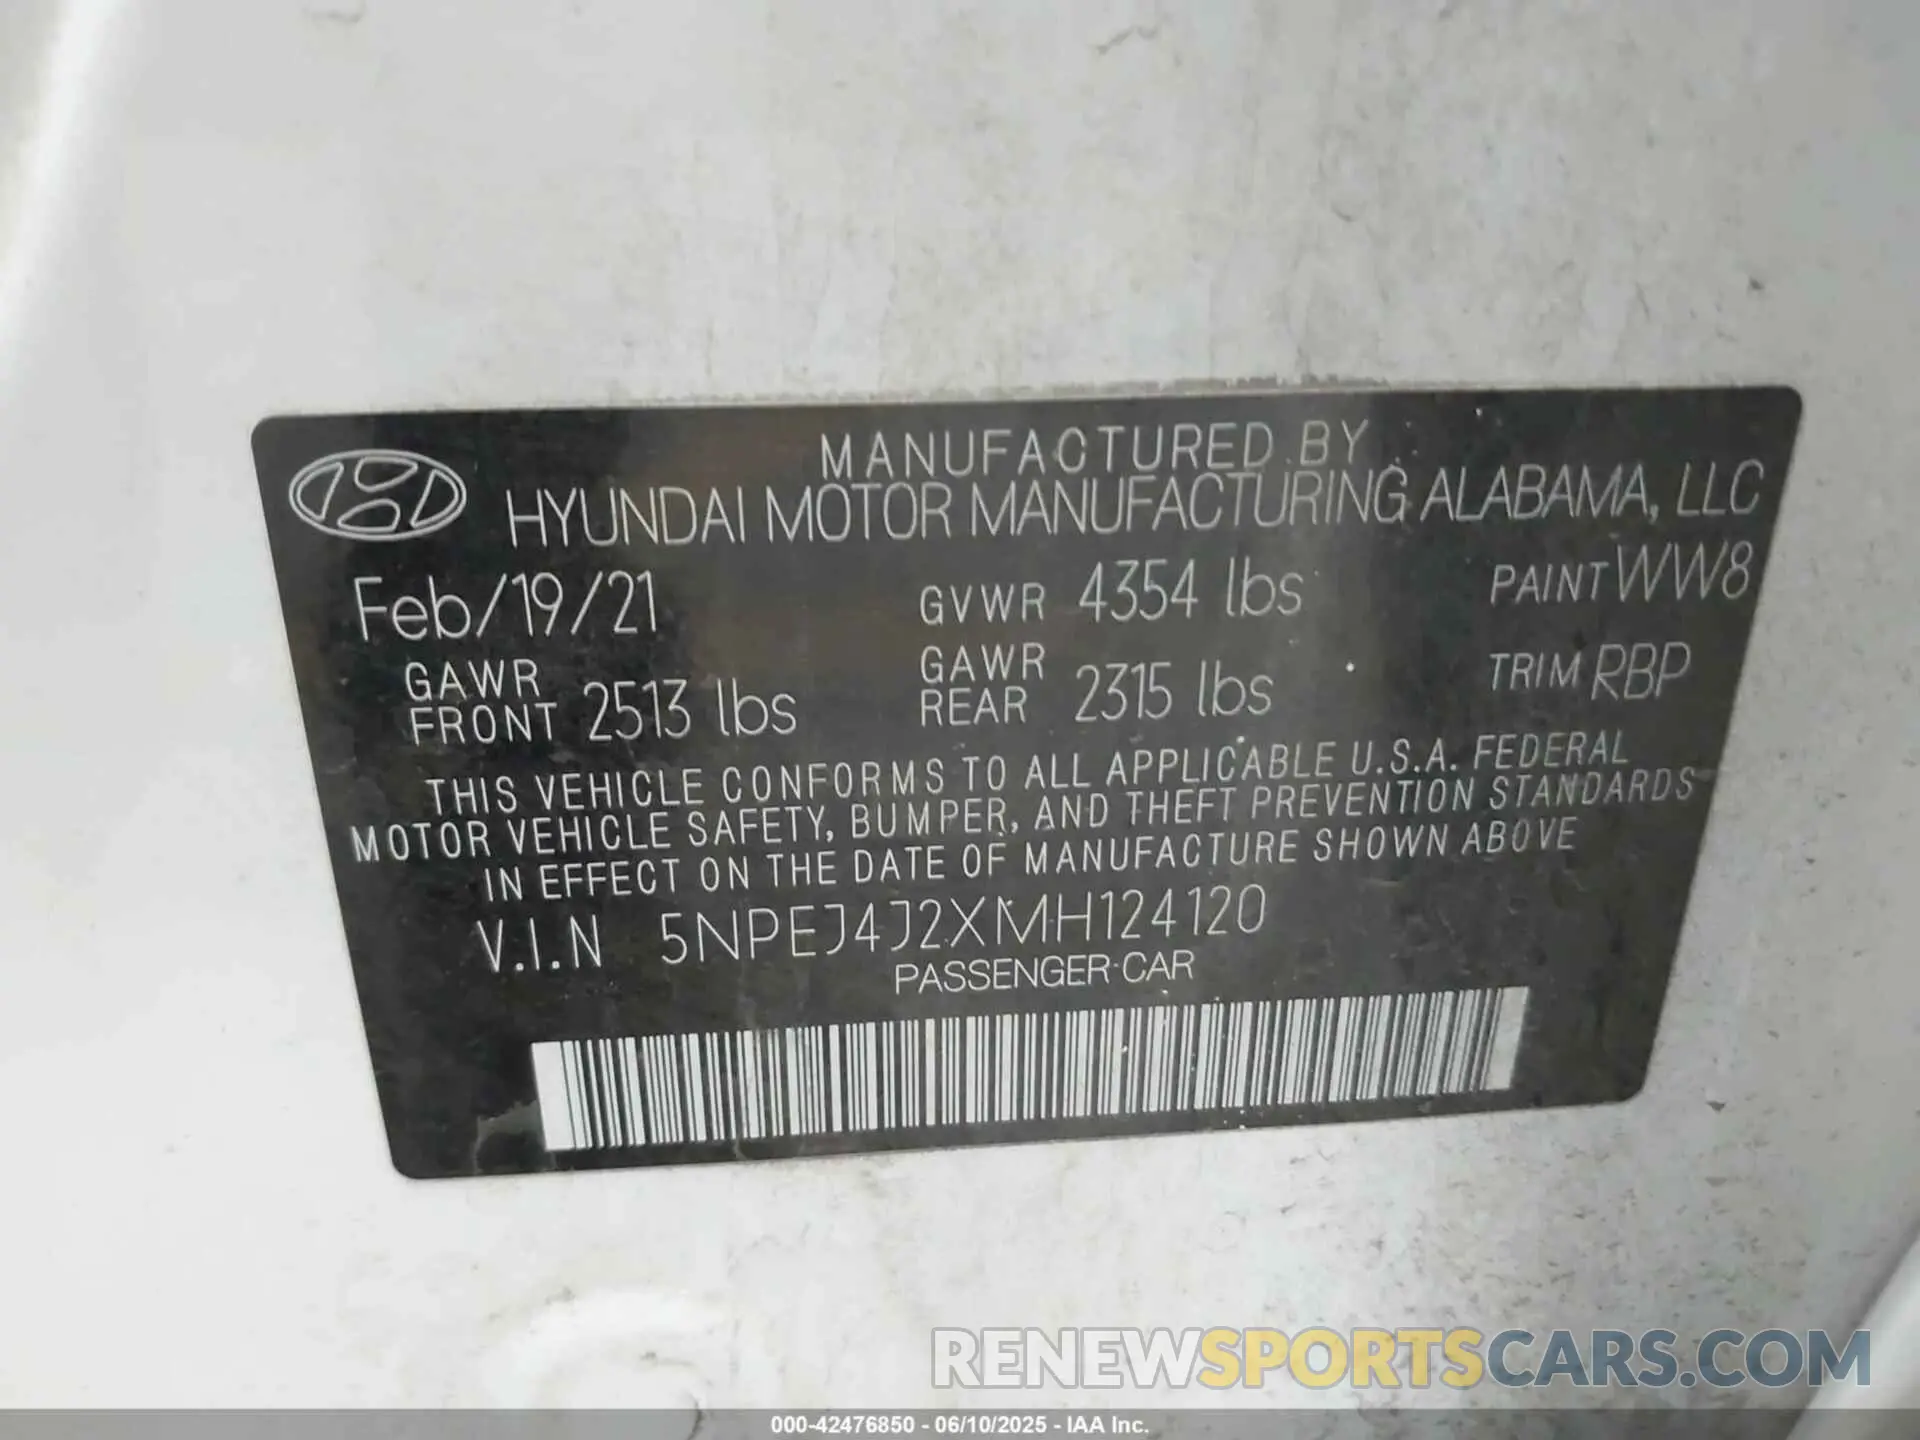 MANUFACTURED BY
HYUNDAI MOTOR MANUFACTURING ALABAMA, LLC
Feb/19/21 GVWR 4354 lbs PAINT WW8
GAWR FRONT 2513 lbs GAWR REAR 2315 lbs TRIM RBP
THIS VEHICLE CONFORMS TO ALL APPLICABLE U.S.A. FEDERAL
MOTOR VEHICLE SAFETY, BUMPER, AND THEFT PREVENTION STANDARDS
IN EFFECT ON THE DATE OF MANUFACTURE SHOWN ABOVE
V.I.N 5NPEJ4J2XMH124120
PASSENGER CAR
RENEWSPORTSCARS.COM
000-42476850 - 06/10/2025 - IAA Inc.